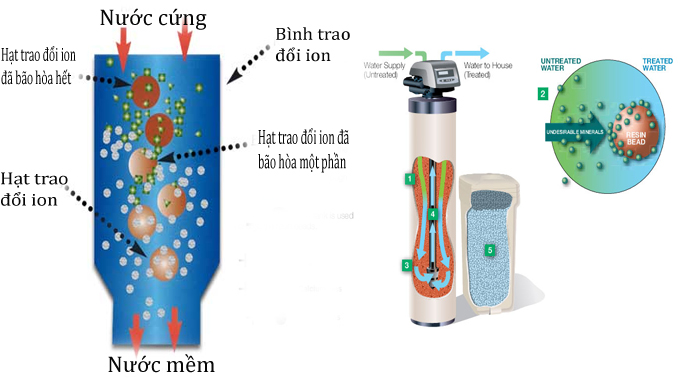 Nước cứng
Hạt trao đổi ion
đã bão hòa hết
Bình trao
đổi ion
Hạt trao đổi ion đã
bão hòa một phần
Hạt trao
đổi ion
Nước mềm
Water Supply
(Untreated)
Water to House
(Treated)
1
4
3
5
UNTREATED
WATER
TREATED
WATER
2
UNDESIRABLE MINERALS
RESIN
BEAD